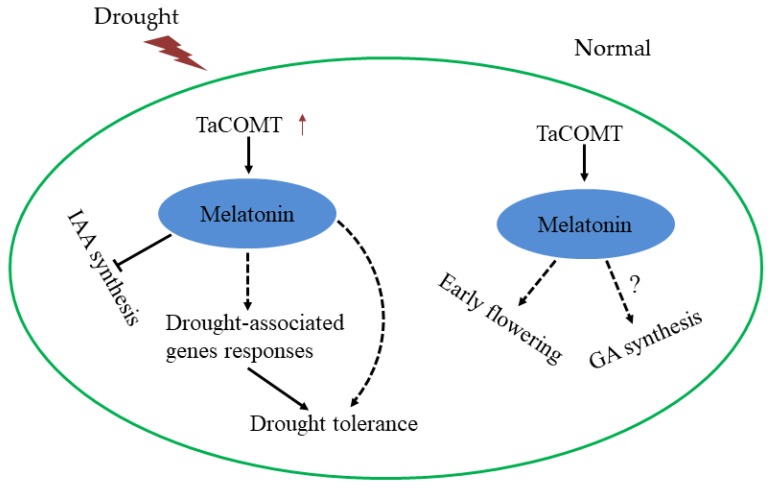 Drought
Normal
TaCOMT
TaCOMT
Melatonin
Melatonin
IAA synthesis
?
Early flowering
GA synthesis
Drought-associated
genes responses
Drought tolerance